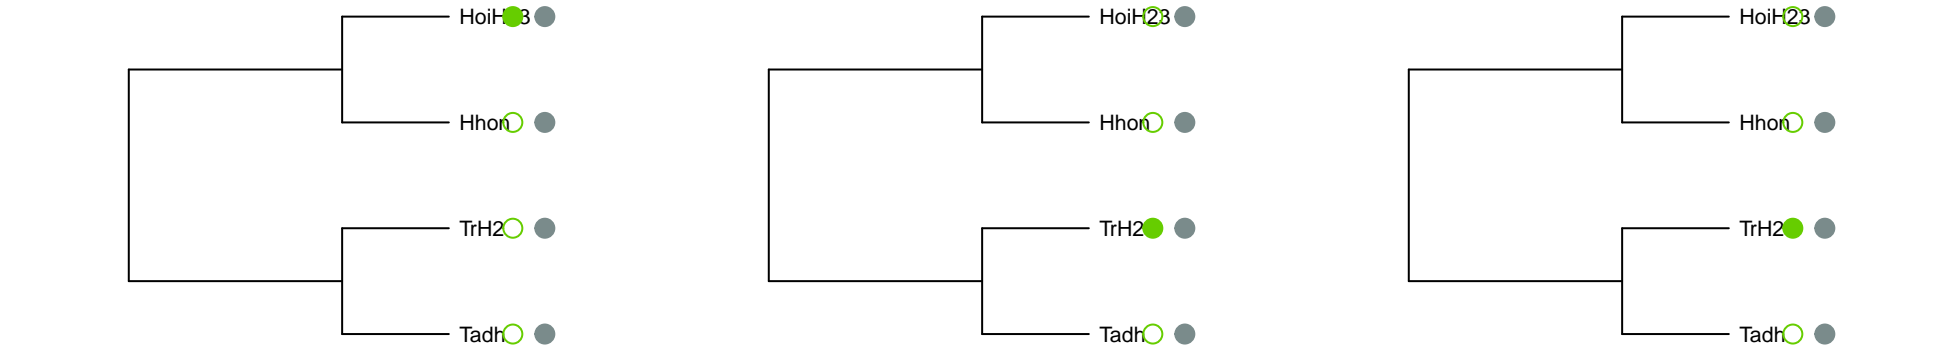 HoiH23 HoiH23 HoiH23
Hhon Hhon Hhon
TrH2 TrH2 TrH2
Tadh Tadh Tadh